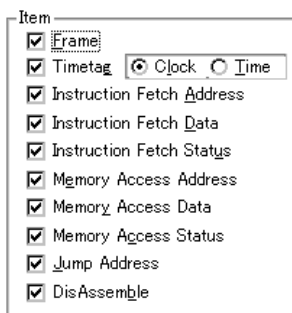 Item
Frame
Timetag Clock Time
Instruction Fetch Address
Instruction Fetch Data
Instruction Fetch Status
Memory Access Address
Memory Access Data
Memory Access Status
Jump Address
DisAssemble